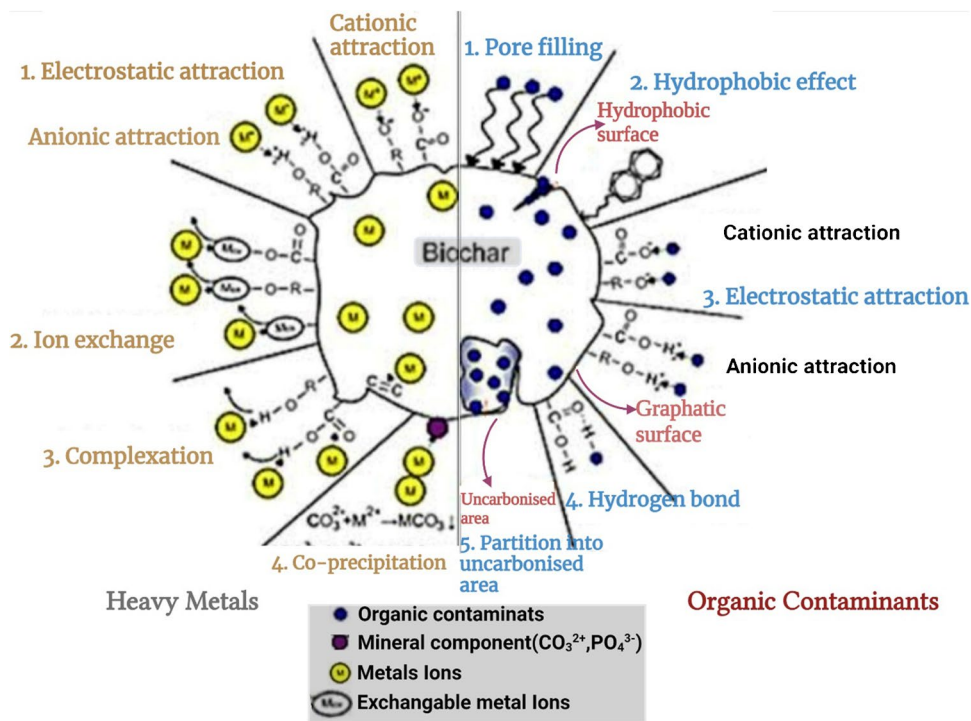 Cationic
attraction
1. Electrostatic attraction
Anionic attraction
2. Ion exchange
3. Complexation
4. Co-precipitation
CO₃²⁻+M²⁺→MCO₃↓
Biochar
1. Pore filling
2. Hydrophobic effect
Hydrophobic
surface
Cationic attraction
3. Electrostatic attraction
Anionic attraction
Graphatic
surface
4. Hydrogen bond
Uncarbonised
area
5. Partition into
uncarbonised
area
Heavy Metals
Organic Contaminants
Organic contaminats
Mineral component(CO₃²⁺,PO₄³⁻)
M Metals Ions
Exchangable metal Ions